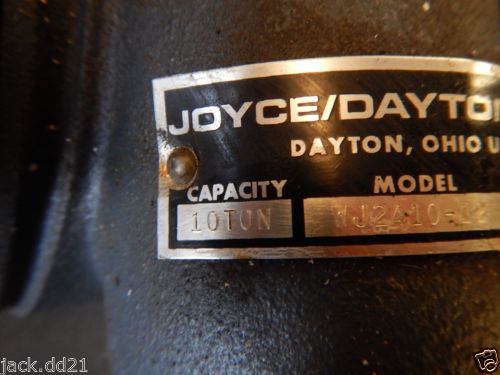 JOYCE/DAYTO
DAYTON, OHIO U
CAPACITY MODEL
10TON
jack.dd21